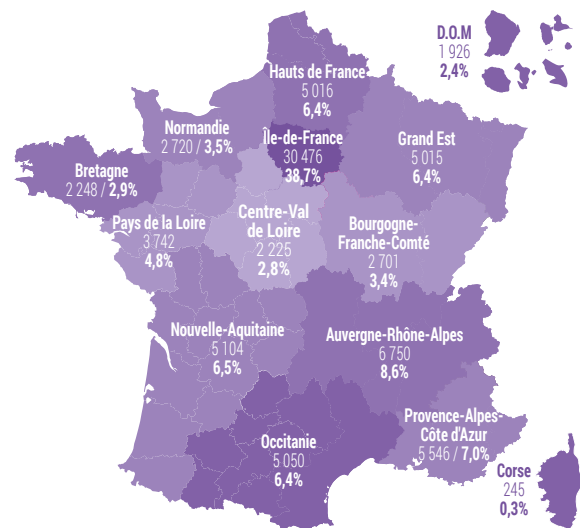 D.O.M
1 926
2,4%
Hauts de France
5 016
6,4%
Normandie
2 720 / 3,5%
Île-de-France
30 476
38,7%
Grand Est
5 015
6,4%
Bretagne
2 248 / 2,9%
Pays de la Loire
3 742
4,8%
Centre-Val
de Loire
2 225
2,8%
Bourgogne-
Franche-Comté
2 701
3,4%
Nouvelle-Aquitaine
5 104
6,5%
Auvergne-Rhône-Alpes
6 750
8,6%
Occitanie
5 050
6,4%
Provence-Alpes-
Côte d'Azur
5 546 / 7,0%
Corse
245
0,3%